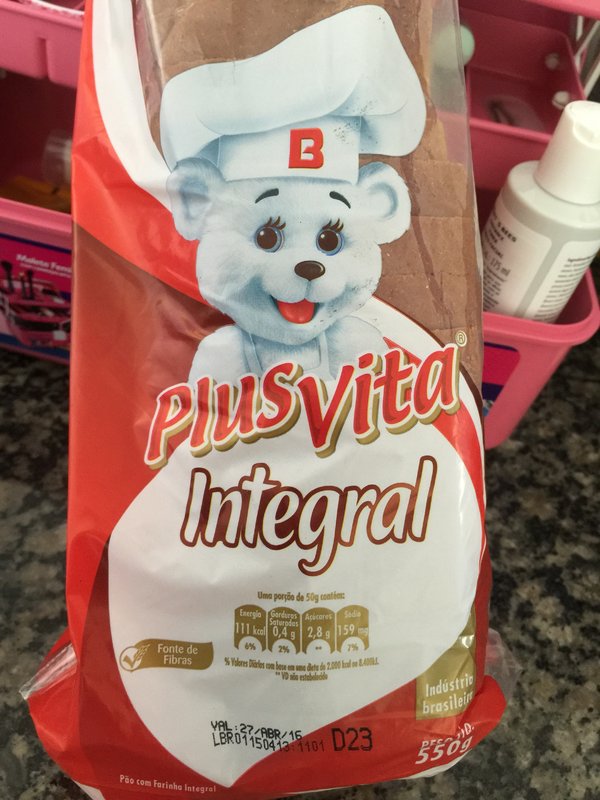 B
PlusVita®
Integral
Uma porção de 50g contém:
Energia Gorduras Saturadas Açúcares Sódio
111 kcal 0,4 g 2,8 g 159 mg
6% 2% ** 7%
% Valores Diários com base em uma dieta de 2.000 kcal ou 8.400kJ.
** VD não estabelecido
Fonte de
Fibras
Indústria
brasileira
VAL:27/ABR/16
LBR01150413:1101 D23
550g
Pão com Farinha Integral
175 ml